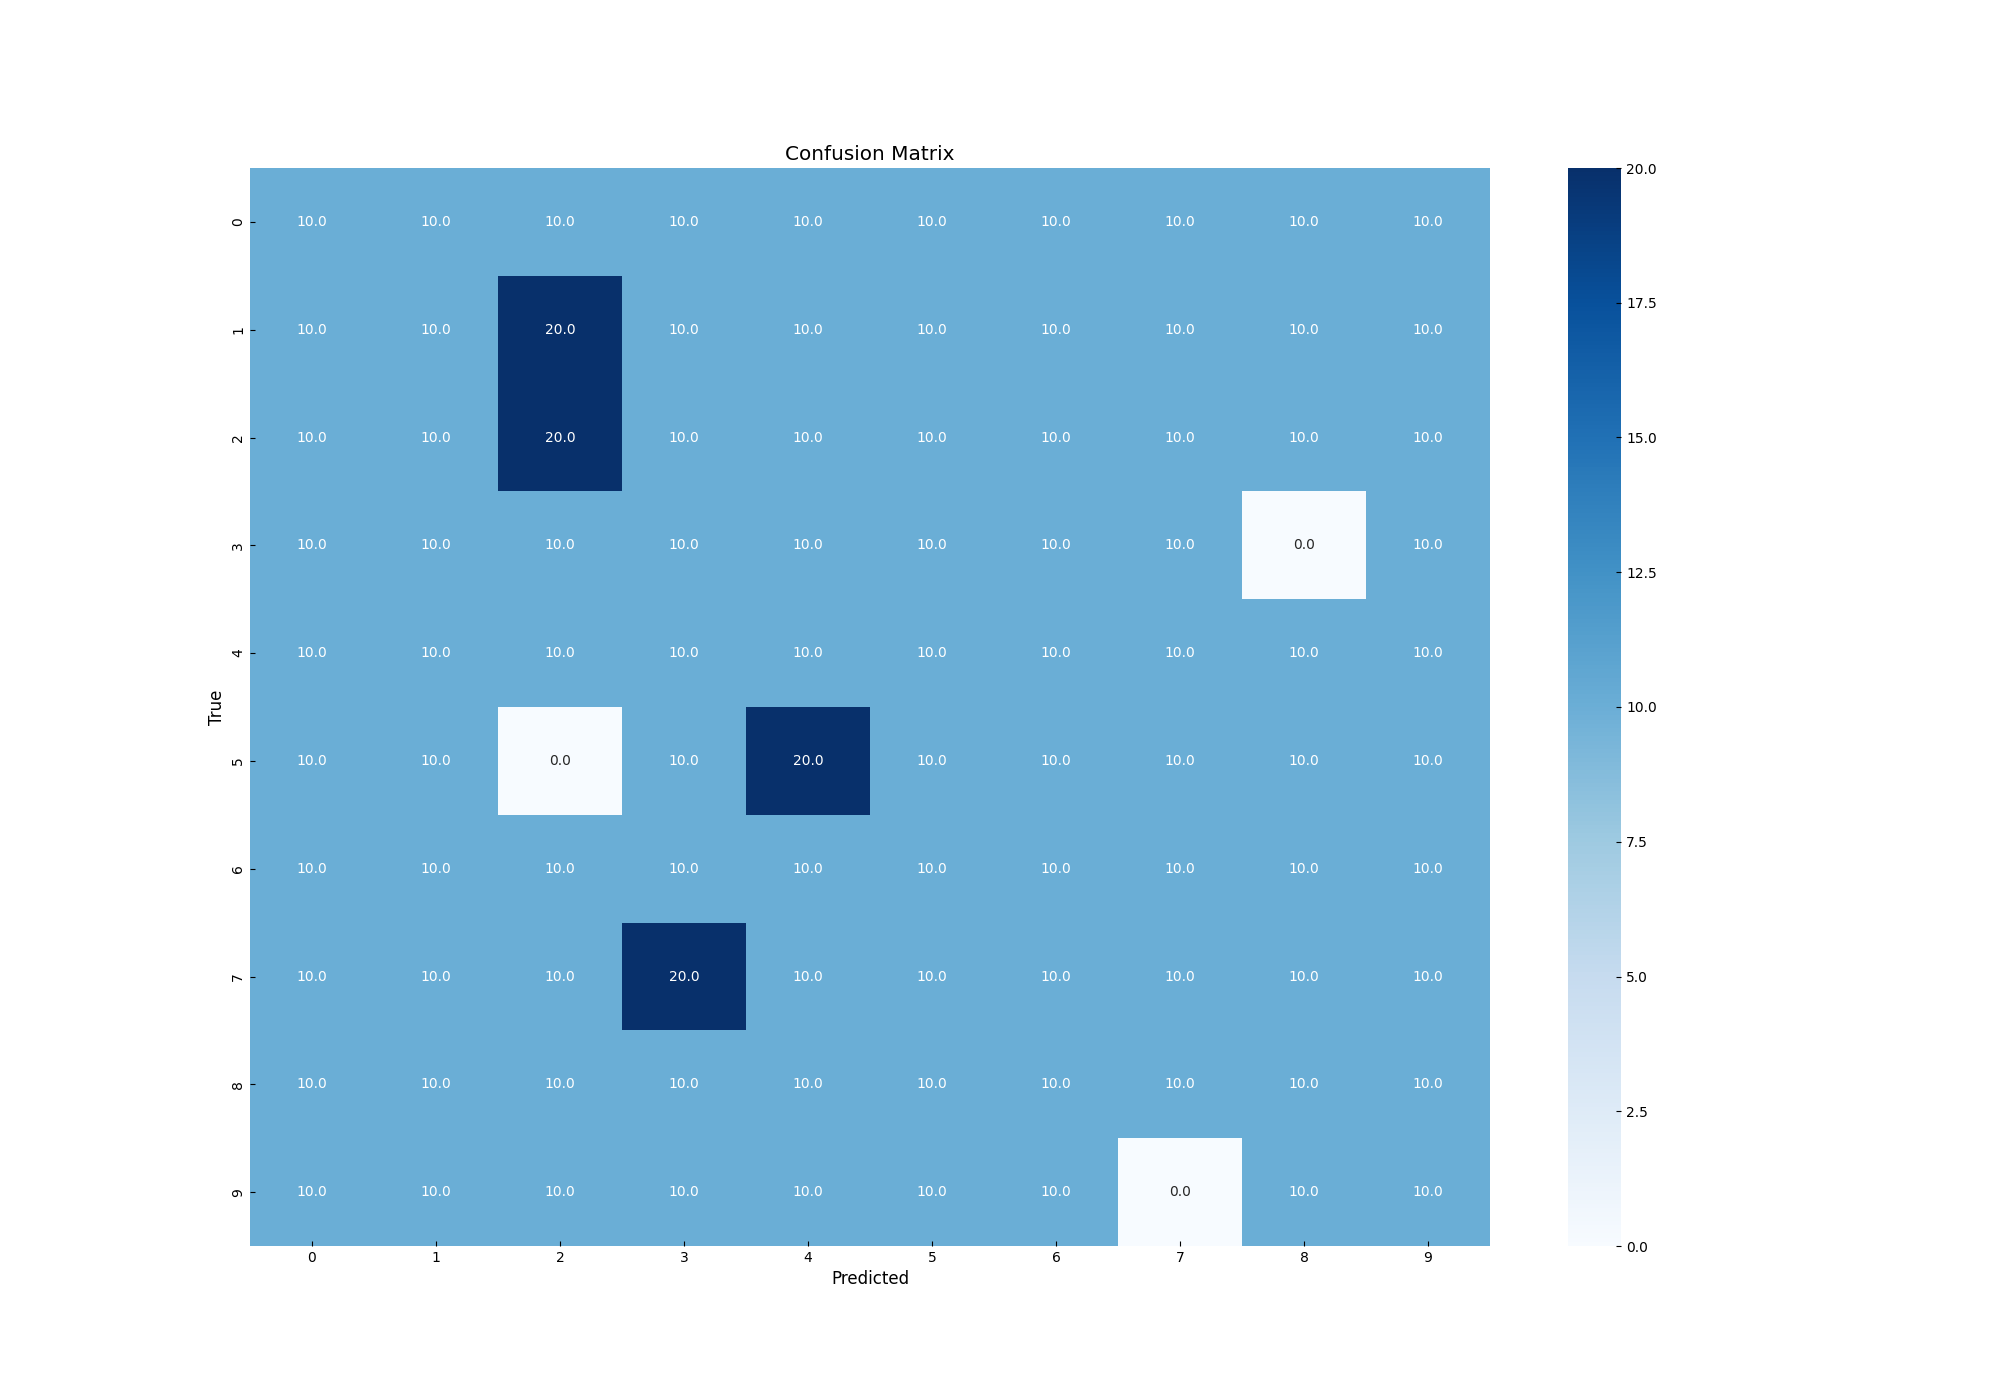 Confusion Matrix
0 10.0 10.0 10.0 10.0 10.0 10.0 10.0 10.0 10.0 10.0
1 10.0 10.0 20.0 10.0 10.0 10.0 10.0 10.0 10.0 10.0
2 10.0 10.0 20.0 10.0 10.0 10.0 10.0 10.0 10.0 10.0
3 10.0 10.0 10.0 10.0 10.0 10.0 10.0 10.0 0.0 10.0
4 10.0 10.0 10.0 10.0 10.0 10.0 10.0 10.0 10.0 10.0
5 10.0 10.0 0.0 10.0 20.0 10.0 10.0 10.0 10.0 10.0
6 10.0 10.0 10.0 10.0 10.0 10.0 10.0 10.0 10.0 10.0
7 10.0 10.0 10.0 20.0 10.0 10.0 10.0 10.0 10.0 10.0
8 10.0 10.0 10.0 10.0 10.0 10.0 10.0 10.0 10.0 10.0
9 10.0 10.0 10.0 10.0 10.0 10.0 10.0 0.0 10.0 10.0
0 1 2 3 4 5 6 7 8 9
Predicted
True
20.0
17.5
15.0
12.5
10.0
7.5
5.0
2.5
0.0